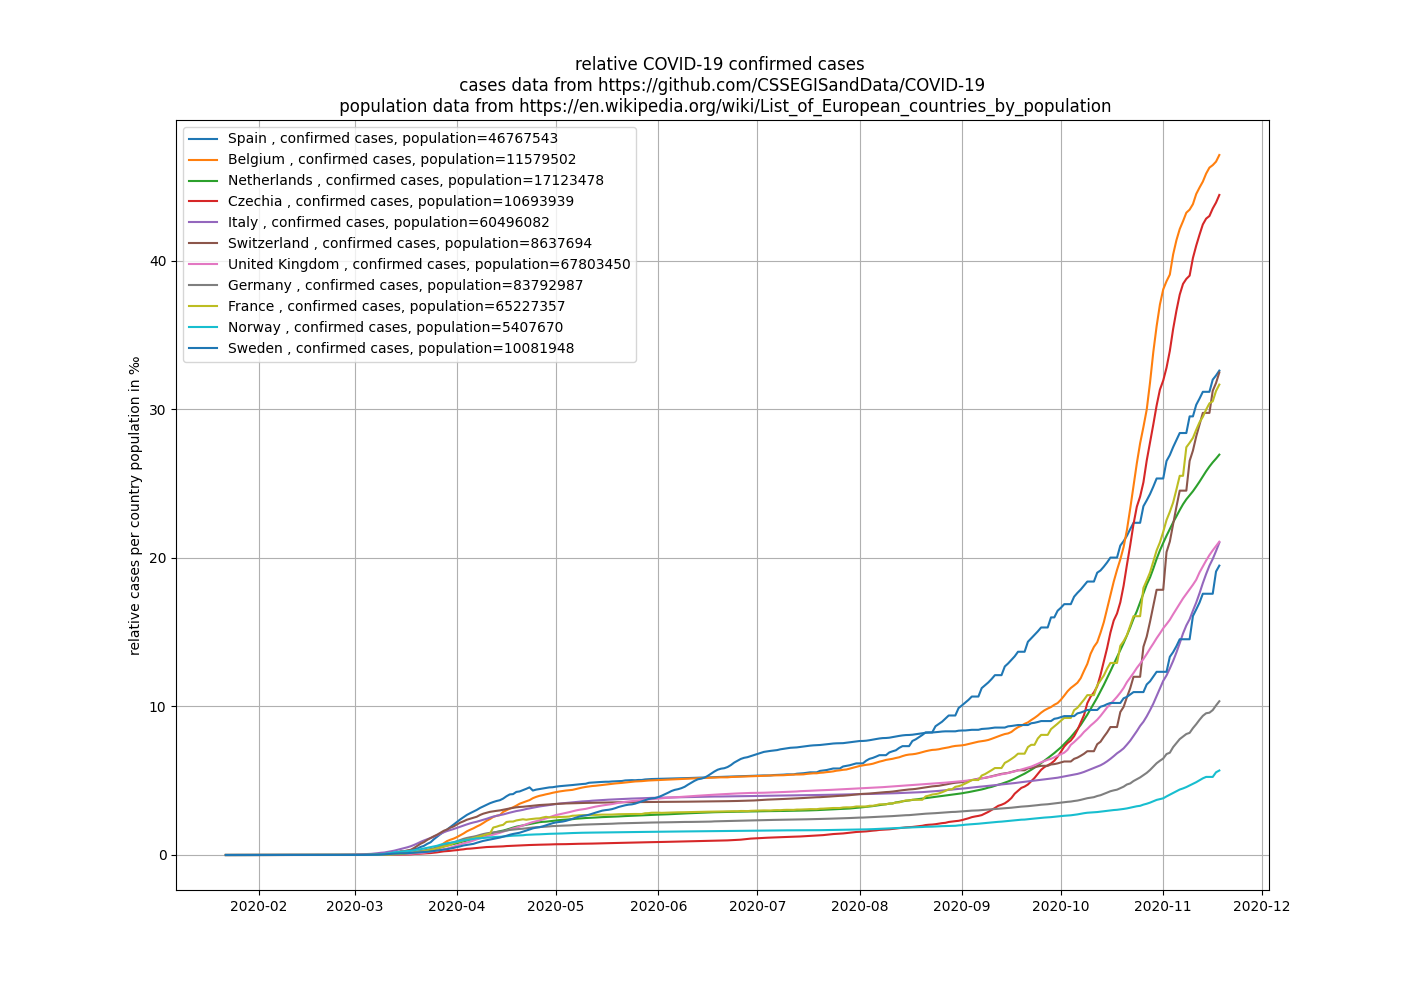 relative COVID-19 confirmed cases
cases data from https://github.com/CSSEGISandData/COVID-19
population data from https://en.wikipedia.org/wiki/List_of_European_countries_by_population
Spain , confirmed cases, population=46767543
Belgium , confirmed cases, population=11579502
Netherlands , confirmed cases, population=17123478
Czechia , confirmed cases, population=10693939
Italy , confirmed cases, population=60496082
Switzerland , confirmed cases, population=8637694
United Kingdom , confirmed cases, population=67803450
Germany , confirmed cases, population=83792987
France , confirmed cases, population=65227357
Norway , confirmed cases, population=5407670
Sweden , confirmed cases, population=10081948
relative cases per country population in ‰
40
30
20
10
0
2020-02 2020-03 2020-04 2020-05 2020-06 2020-07 2020-08 2020-09 2020-10 2020-11 2020-12